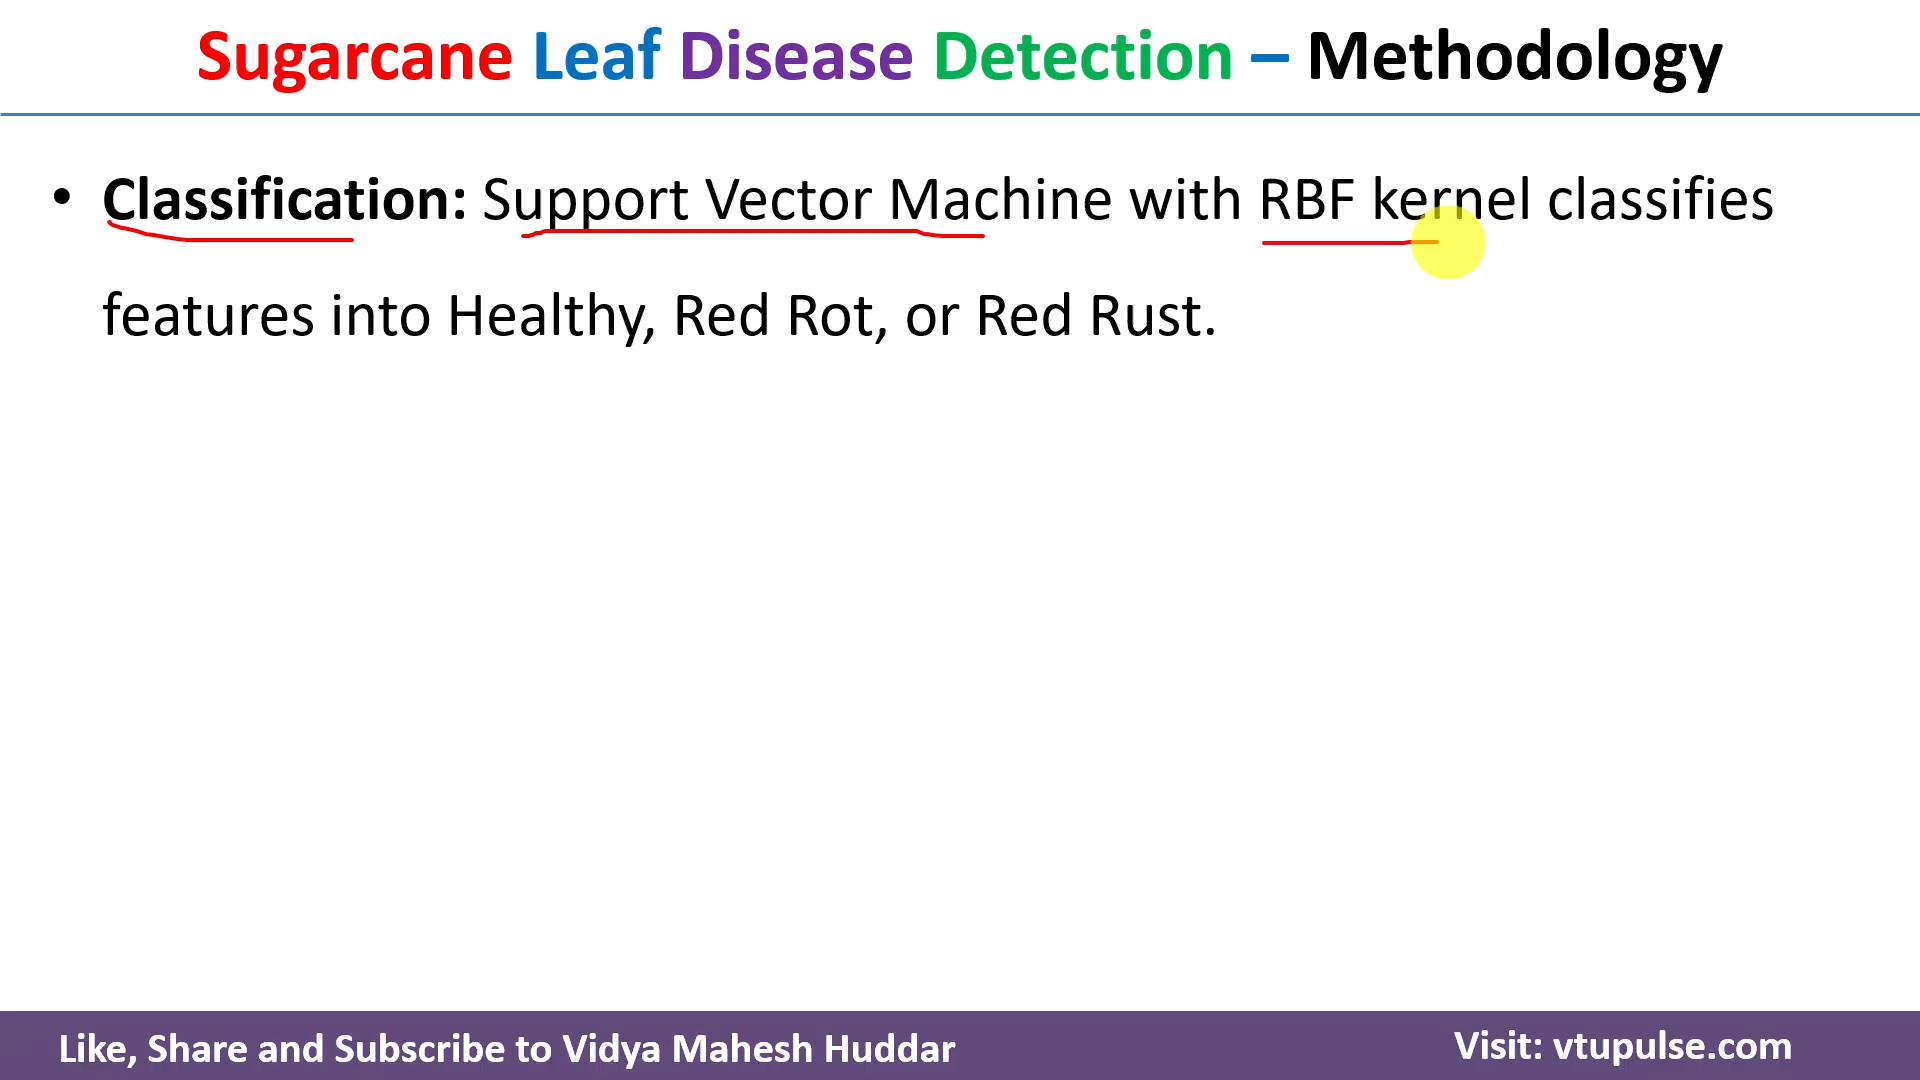 Sugarcane Leaf Disease Detection – Methodology
• Classification: Support Vector Machine with RBF kernel classifies
features into Healthy, Red Rot, or Red Rust.
Like, Share and Subscribe to Vidya Mahesh Huddar
Visit: vtupulse.com